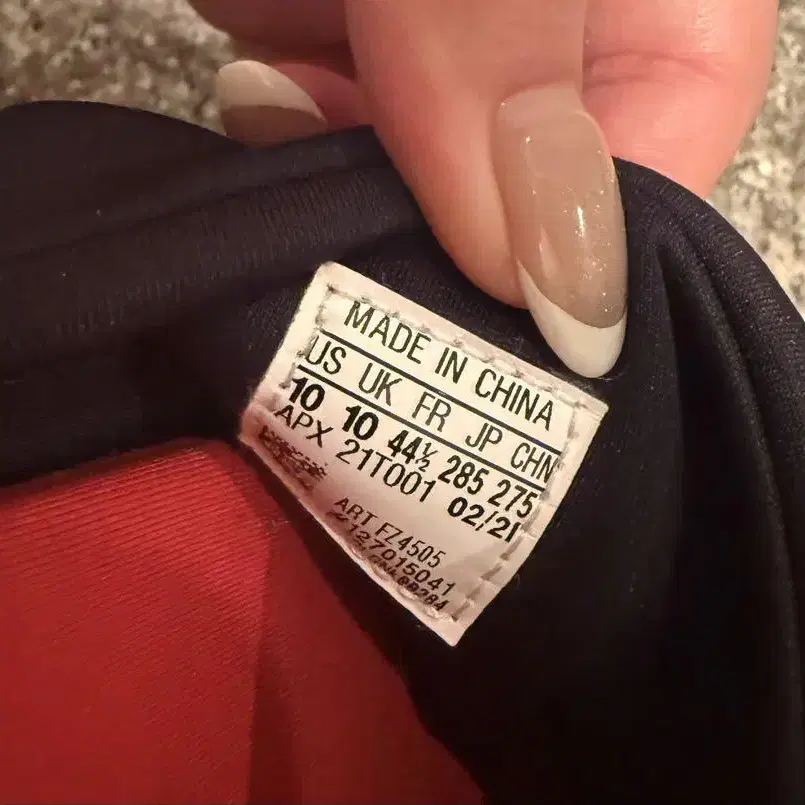 MADE IN CHINA
US UK FR JP CHN
10 10 44½ 285 275
APX 21T001 02/21
ART FZ4505